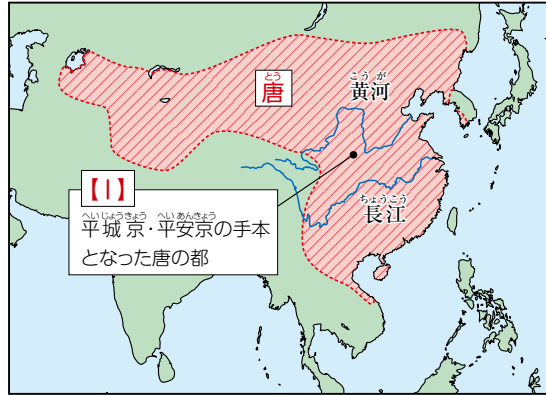 とう
唐
こうが
黄河
ちょうこう
長江
【1】
へいじょうきょう へいあんきょう
平城京・平安京の手本
となった唐の都